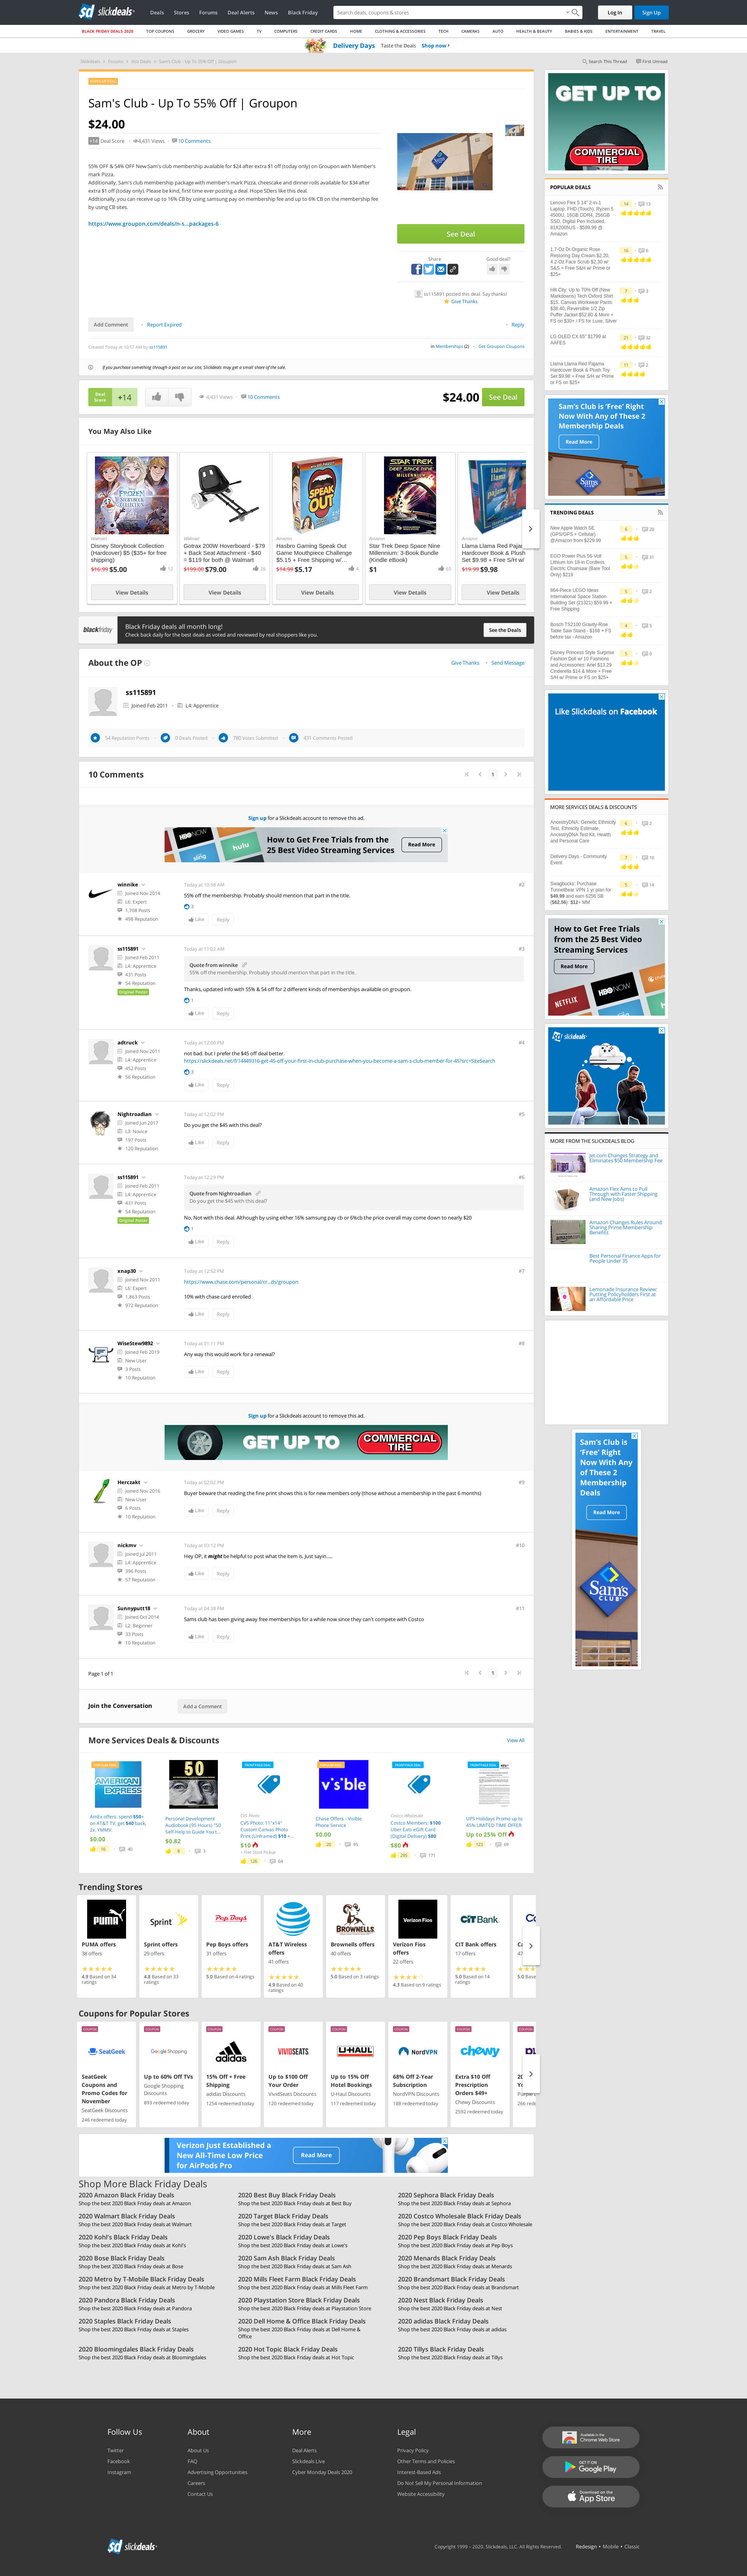 slickdeals
Deals
Stores
Forums
Deal Alerts
News
Black Friday
Search deals, coupons & stores
Log In
Sign Up
BLACK FRIDAY DEALS 2020
TOP COUPONS
GROCERY
VIDEO GAMES
TV
COMPUTERS
CREDIT CARDS
HOME
CLOTHING & ACCESSORIES
TECH
CAMERAS
AUTO
HEALTH & BEAUTY
BABIES & KIDS
ENTERTAINMENT
TRAVEL
Delivery Days Taste the Deals Shop now
Slickdeals > Forums > Hot Deals > Sam's Club - Up To 55% Off | Groupon
Search This Thread
First Unread
Sam's Club - Up To 55% Off | Groupon
$24.00
+14 Deal Score
4,431 Views
10 Comments
55% OFF & 54% OFF New Sam's club membership available for $24 after extra $1 off (today only) on Groupon with Member's
mark Pizza.
Additionally, Sam's club membership package with member's mark Pizza, cheesecake and dinner rolls available for $34 after
extra $1 off (today only). Please be kind, first time ever posting a deal. Hope SDers like this deal.
Additionally, you can receive up to 16% CB by using samsung pay on membership fee and up to 6% CB on the membership fee
by using CB sites.
https://www.groupon.com/deals/n-s...packages-6
See Deal
Share
Good deal?
ss115891 posted this deal. Say thanks!
Give Thanks
Add Comment
Report Expired
Reply
Created Today at 10:57 AM by ss115891
in Memberships (2)
Get Groupon Coupons
If you purchase something through a post on our site, Slickdeals may get a small share of the sale.
Deal
Score
+14
4,431 Views
10 Comments
$24.00
See Deal
You May Also Like
Walmart
Disney Storybook Collection
(Hardcover) $5 ($35+ for free
shipping)
$16.99 $5.00
12
View Details
Walmart
Gotrax 200W Hoverboard - $79
+ Back Seat Attachment - $40
= $119 for both @ Walmart
$199.00 $79.00
26
View Details
Amazon
Hasbro Gaming Speak Out
Game Mouthpiece Challenge
$5.15 + Free Shipping w/...
$14.99 $5.17
4
View Details
Amazon
Star Trek Deep Space Nine
Millennium: 3-Book Bundle
(Kindle eBook)
$1
65
View Details
Amazon
Llama Llama Red Pajama
Hardcover Book & Plush
Set $9.98 + Free S/H w/
$19.99 $9.98
View Details
blackfriday
Black Friday deals all month long!
Check back daily for the best deals as voted and reviewed by real shoppers like you.
See the Deals
About the OP
Give Thanks
Send Message
ss115891
Joined Feb 2011
L4: Apprentice
54 Reputation Points
0 Deals Posted
789 Votes Submitted
431 Comments Posted
10 Comments
1
Sign up for a Slickdeals account to remove this ad.
HBO NOW
sling
hulu
How to Get Free Trials from the
25 Best Video Streaming Services
Read More
winnike
Joined Nov 2014
L6: Expert
1,708 Posts
498 Reputation
Today at 10:58 AM
#2
55% off the membership. Probably should mention that part in the title.
3
Like
Reply
ss115891
Joined Feb 2011
L4: Apprentice
431 Posts
54 Reputation
Original Poster
Today at 11:02 AM
#3
Quote from winnike
55% off the membership. Probably should mention that part in the title.
Thanks, updated info with 55% & 54 off for 2 different kinds of memberships available on groupon.
1
Like
Reply
adtruck
Joined Nov 2011
L4: Apprentice
452 Posts
56 Reputation
Today at 12:00 PM
#4
not bad. but I prefer the $45 off deal better.
https://slickdeals.net/f/14449316-get-45-off-your-first-in-club-purchase-when-you-become-a-sam-s-club-member-for-45?src=SiteSearch
3
Like
Reply
Nightroadian
Joined Jun 2017
L3: Novice
197 Posts
120 Reputation
Today at 12:02 PM
#5
Do you get the $45 with this deal?
Like
Reply
ss115891
Joined Feb 2011
L4: Apprentice
431 Posts
54 Reputation
Original Poster
Today at 12:29 PM
#6
Quote from Nightroadian
Do you get the $45 with this deal?
No, Not with this deal. Although by using either 16% samsung pay cb or 6%cb the price overall may come down to nearly $20
1
Like
Reply
xnap30
Joined Nov 2011
L6: Expert
1,863 Posts
972 Reputation
Today at 12:52 PM
#7
https://www.chase.com/personal/cr...ds/groupon
10% with chase card enrolled
Like
Reply
WiseStew9892
Joined Feb 2019
New User
3 Posts
10 Reputation
Today at 01:11 PM
#8
Any way this would work for a renewal?
Like
Reply
Sign up for a Slickdeals account to remove this ad.
GET UP TO
COMMERCIAL
TIRE
Herczakt
Joined Nov 2016
New User
6 Posts
10 Reputation
Today at 02:02 PM
#9
Buyer beware that reading the fine print shows this is for new members only (those without a membership in the past 6 months)
Like
Reply
nickmv
Joined Jul 2011
L4: Apprentice
396 Posts
57 Reputation
Today at 03:12 PM
#10
Hey OP, it might be helpful to post what the item is. Just sayin.....
Like
Reply
Sunnyputt18
Joined Oct 2014
L2: Beginner
33 Posts
10 Reputation
Today at 04:36 PM
#11
Sams club has been giving away free memberships for a while now since they can't compete with Costco
Like
Reply
Page 1 of 1
1
Join the Conversation
Add a Comment
More Services Deals & Discounts
View All
AMERICAN EXPRESS
AmEx offers: spend $50+
on AT&T TV, get $40 back,
2x. YMMV.
$0.00
50
Personal Development
Audiobook (95 Hours) "50
Self-Help to Guide You t...
$0.82
CVS Photo
CVS Photo: 11"x14"
Custom Canvas Photo
Print (Unframed) $10 +...
$10
+ Free Store Pickup
visible
Chase Offers - Visible
Phone Service
$0.00
Costco Wholesale
Costco Members: $100
Uber Eats eGift Card
(Digital Delivery) $80
$80
UPS Holidays Promo up to
45% LIMITED TIME OFFER
Up to 25% Off
Trending Stores
PUMA offers
38 offers
4.9 Based on 34
ratings
Sprint
Sprint offers
29 offers
4.8 Based on 33
ratings
Pep Boys
Pep Boys offers
31 offers
5.0 Based on 4 ratings
AT&T Wireless
offers
41 offers
4.9 Based on 40
ratings
BROWNELLS
Brownells offers
40 offers
5.0 Based on 3 ratings
Verizon Fios
Verizon Fios
offers
22 offers
4.3 Based on 9 ratings
CIT Bank
CIT Bank offers
17 offers
5.0 Based on 14
ratings
Coupons for Popular Stores
SeatGeek
SeatGeek
Coupons and
Promo Codes for
November
SeatGeek Discounts
246 redeemed today
Google Shopping
Up to 60% Off TVs
Google Shopping
Discounts
893 redeemed today
adidas
15% Off + Free
Shipping
adidas Discounts
1254 redeemed today
VIVIDSEATS
Up to $100 Off
Your Order
VividSeats Discounts
120 redeemed today
U-HAUL
Up to 15% Off
Hotel Bookings
U-Haul Discounts
117 redeemed today
NordVPN
68% Off 2-Year
Subscription
NordVPN Discounts
188 redeemed today
chewy
Extra $10 Off
Prescription
Orders $49+
Chewy Discounts
2592 redeemed today
Verizon Just Established a
New All-Time Low Price
for AirPods Pro
Read More
Shop More Black Friday Deals
2020 Amazon Black Friday Deals
Shop the best 2020 Black Friday deals at Amazon
2020 Best Buy Black Friday Deals
Shop the best 2020 Black Friday deals at Best Buy
2020 Sephora Black Friday Deals
Shop the best 2020 Black Friday deals at Sephora
2020 Walmart Black Friday Deals
Shop the best 2020 Black Friday deals at Walmart
2020 Target Black Friday Deals
Shop the best 2020 Black Friday deals at Target
2020 Costco Wholesale Black Friday Deals
Shop the best 2020 Black Friday deals at Costco Wholesale
2020 Kohl's Black Friday Deals
Shop the best 2020 Black Friday deals at Kohl's
2020 Lowe's Black Friday Deals
Shop the best 2020 Black Friday deals at Lowe's
2020 Pep Boys Black Friday Deals
Shop the best 2020 Black Friday deals at Pep Boys
2020 Bose Black Friday Deals
Shop the best 2020 Black Friday deals at Bose
2020 Sam Ash Black Friday Deals
Shop the best 2020 Black Friday deals at Sam Ash
2020 Menards Black Friday Deals
Shop the best 2020 Black Friday deals at Menards
2020 Metro by T-Mobile Black Friday Deals
Shop the best 2020 Black Friday deals at Metro by T-Mobile
2020 Mills Fleet Farm Black Friday Deals
Shop the best 2020 Black Friday deals at Mills Fleet Farm
2020 Brandsmart Black Friday Deals
Shop the best 2020 Black Friday deals at Brandsmart
2020 Pandora Black Friday Deals
Shop the best 2020 Black Friday deals at Pandora
2020 Playstation Store Black Friday Deals
Shop the best 2020 Black Friday deals at Playstation Store
2020 Nest Black Friday Deals
Shop the best 2020 Black Friday deals at Nest
2020 Staples Black Friday Deals
Shop the best 2020 Black Friday deals at Staples
2020 Dell Home & Office Black Friday Deals
Shop the best 2020 Black Friday deals at Dell Home &
Office
2020 adidas Black Friday Deals
Shop the best 2020 Black Friday deals at adidas
2020 Bloomingdales Black Friday Deals
Shop the best 2020 Black Friday deals at Bloomingdales
2020 Hot Topic Black Friday Deals
Shop the best 2020 Black Friday deals at Hot Topic
2020 Tillys Black Friday Deals
Shop the best 2020 Black Friday deals at Tillys
GET UP TO
COMMERCIAL
TIRE
POPULAR DEALS
Lenovo Flex 5 14" 2-in-1
Laptop, FHD (Touch), Ryzen 5
4500U, 16GB DDR4, 256GB
SSD, Digital Pen Included,
81X20005US - $599.99 @
Amazon
1.7-Oz Dr.Organic Rose
Restoring Day Cream $2.20,
4.2-Oz Face Scrub $2.30 w/
S&S + Free S&H w/ Prime or
$25+
Hill City: Up to 70% Off (New
Markdowns) Tech Oxford Shirt
$15, Canvas Workwear Pants
$38.40, Reversible 1/2 Zip
Puffer Jacket $52.80 & More +
FS on $30+ / FS for Luxe, Silver
LG OLED CX 65" $1799 at
AAFES
Llama Llama Red Pajama
Hardcover Book & Plush Toy
Set $9.98 + Free S/H w/ Prime
or FS on $25+
Sam's Club is 'Free' Right
Now With Any of These 2
Membership Deals
Read More
TRENDING DEALS
New Apple Watch SE
(GPS/GPS + Cellular)
@Amazon from $229.99
EGO Power Plus 56-Volt
Lithium Ion 18-in Cordless
Electric Chainsaw (Bare Tool
Only) $219
864-Piece LEGO Ideas
International Space Station
Building Set (21321) $59.99 +
Free Shipping
Bosch TS2100 Gravity-Rise
Table Saw Stand - $168 + FS
before tax - Amazon
Disney Princess Style Surprise
Fashion Doll w/ 10 Fashions
and Accessories: Ariel $13.29
Cinderella $14 & More + Free
S/H w/ Prime or FS on $25+
Like Slickdeals on Facebook
MORE SERVICES DEALS & DISCOUNTS
AncestryDNA: Genetic Ethnicity
Test, Ethnicity Estimate,
AncestryDNA Test Kit, Health
and Personal Care
Delivery Days - Community
Event
Swagbucks: Purchase
TunnelBear VPN 1 yr plan for
$49.99 and earn 6256 SB
($62.56); $12+ MM
How to Get Free Trials
from the 25 Best Video
Streaming Services
Read More
NETFLIX
HBO NOW
sling
slickdeals
MORE FROM THE SLICKDEALS BLOG
Jet.com Changes Strategy and
Eliminates $50 Membership Fee
Amazon Flex Aims to Pull
Through with Faster Shipping
(and New Jobs)
Amazon Changes Rules Around
Sharing Prime Membership
Benefits
Best Personal Finance Apps for
People Under 35
Lemonade Insurance Review:
Putting Policyholders First at
an Affordable Price
Sam's Club is
'Free' Right
Now With Any
of These 2
Membership
Deals
Read More
Sam's
CLUB
Follow Us
Twitter
Facebook
Instagram
About
About Us
FAQ
Advertising Opportunities
Careers
Contact Us
More
Deal Alerts
Slickdeals Live
Cyber Monday Deals 2020
Legal
Privacy Policy
Other Terms and Policies
Interest-Based Ads
Do Not Sell My Personal Information
Website Accessibility
Available in the
Chrome Web Store
GET IT ON
Google Play
Download on the
App Store
slickdeals
Copyright 1999 - 2020. Slickdeals, LLC. All Rights Reserved.
Redesign • Mobile • Classic